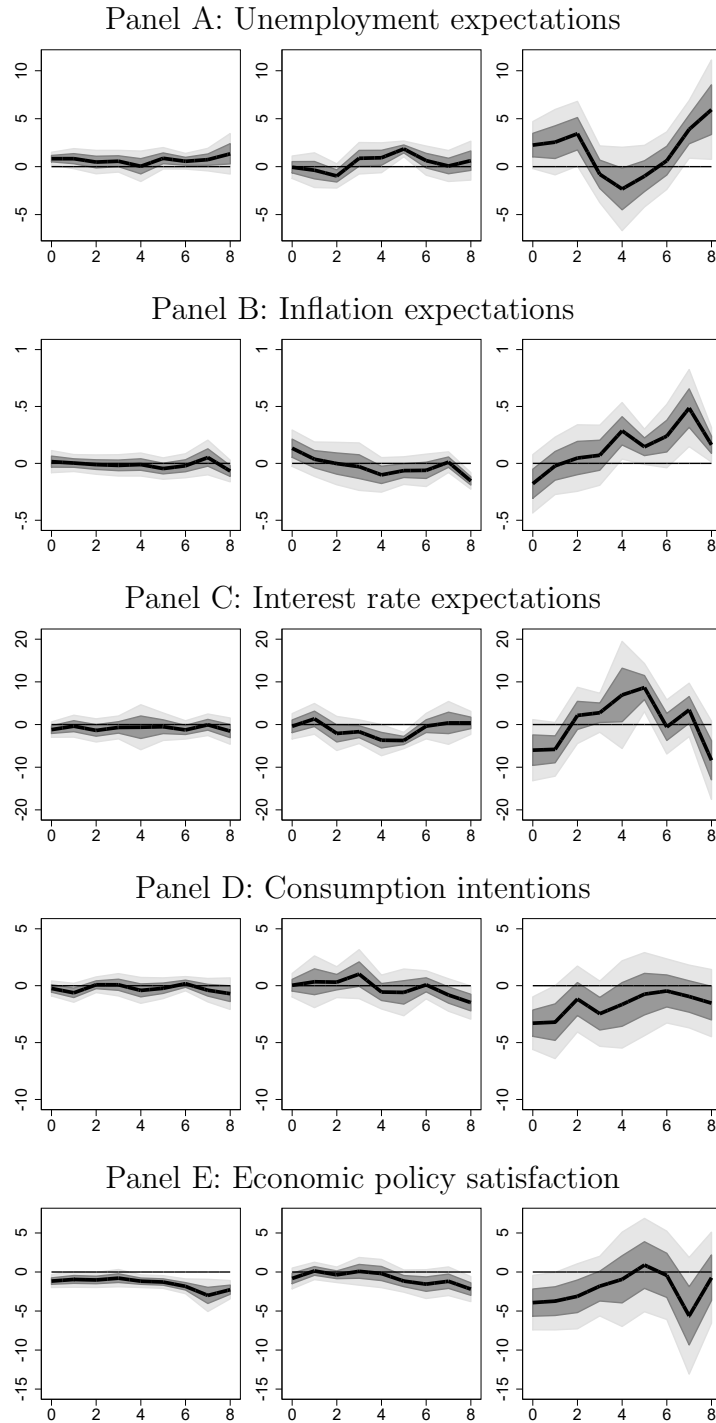 Panel A: Unemployment expectations
10 10 10
5 5 5
0 0 0
-5 -5 -5
0 2 4 6 8 0 2 4 6 8 0 2 4 6 8
Panel B: Inflation expectations
1 1 1
.5 .5 .5
0 0 0
-.5 -.5 -.5
0 2 4 6 8 0 2 4 6 8 0 2 4 6 8
Panel C: Interest rate expectations
20 20 20
10 10 10
0 0 0
-10 -10 -10
-20 -20 -20
0 2 4 6 8 0 2 4 6 8 0 2 4 6 8
Panel D: Consumption intentions
5 5 5
0 0 0
-5 -5 -5
-10 -10 -10
0 2 4 6 8 0 2 4 6 8 0 2 4 6 8
Panel E: Economic policy satisfaction
5 5 5
0 0 0
-5 -5 -5
-10 -10 -10
-15 -15 -15
0 2 4 6 8 0 2 4 6 8 0 2 4 6 8